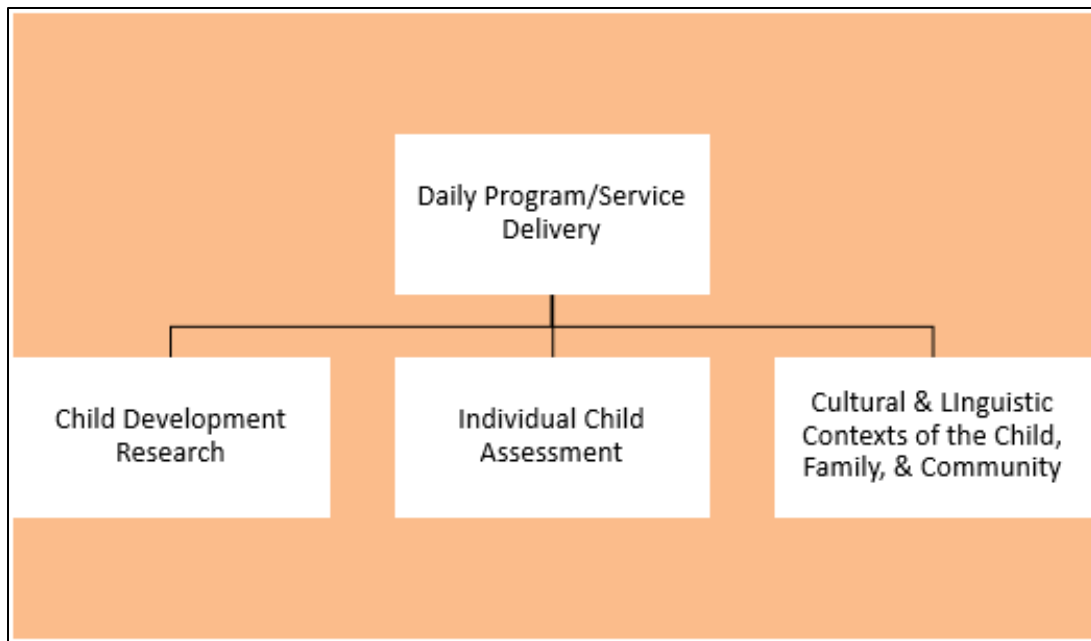 Daily Program/Service
Delivery
Child Development
Research
Individual Child
Assessment
Cultural & LInguistic
Contexts of the Child,
Family, & Community